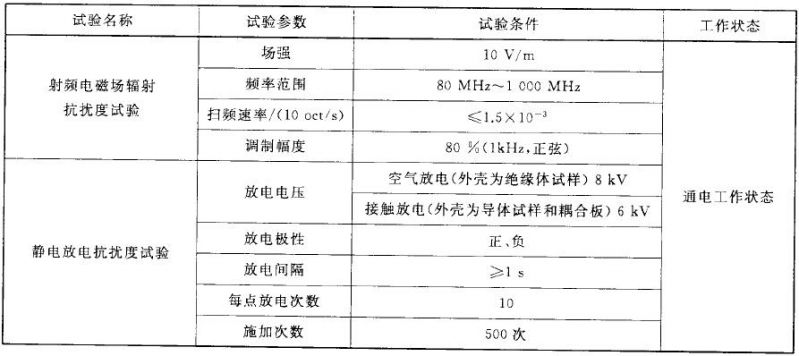 试验名称 试验参数 试验条件 工作状态
射频电磁场辐射抗扰度试验 场强 10 V/m 通电工作状态
频率范围 80 MHz～1 000 MHz
扫频速率/(10 oct/s) ≤1.5×10⁻³
调制幅度 80 %(1kHz,正弦)
静电放电抗扰度试验 放电电压 空气放电(外壳为绝缘体试样) 8 kV
接触放电(外壳为导体试样和耦合板) 6 kV
放电极性 正、负
放电间隔 ≥1 s
每点放电次数 10
施加次数 500 次